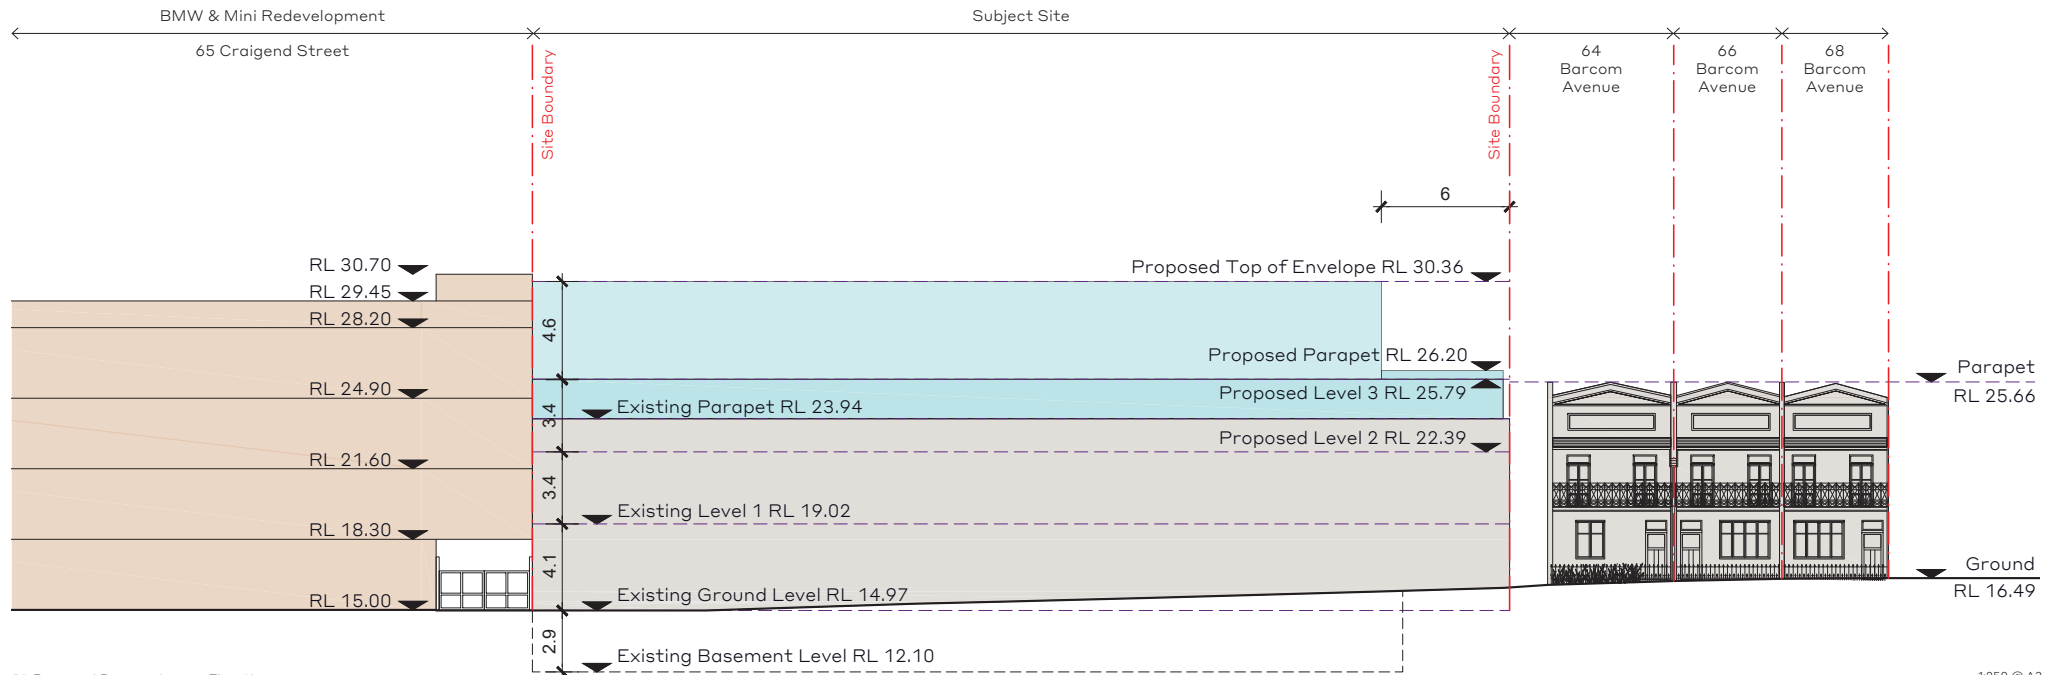 BMW & Mini Redevelopment
Subject Site
65 Craigend Street
64
Barcom
Avenue
66
Barcom
Avenue
68
Barcom
Avenue
Site Boundary
Site Boundary
6
RL 30.70
Proposed Top of Envelope RL 30.36
RL 29.45
RL 28.20
4.6
Proposed Parapet RL 26.20
Parapet
RL 25.66
RL 24.90
Proposed Level 3 RL 25.79
3.4
Existing Parapet RL 23.94
Proposed Level 2 RL 22.39
RL 21.60
3.4
Existing Level 1 RL 19.02
RL 18.30
4.1
Ground
RL 16.49
RL 15.00
Existing Ground Level RL 14.97
2.9
Existing Basement Level RL 12.10